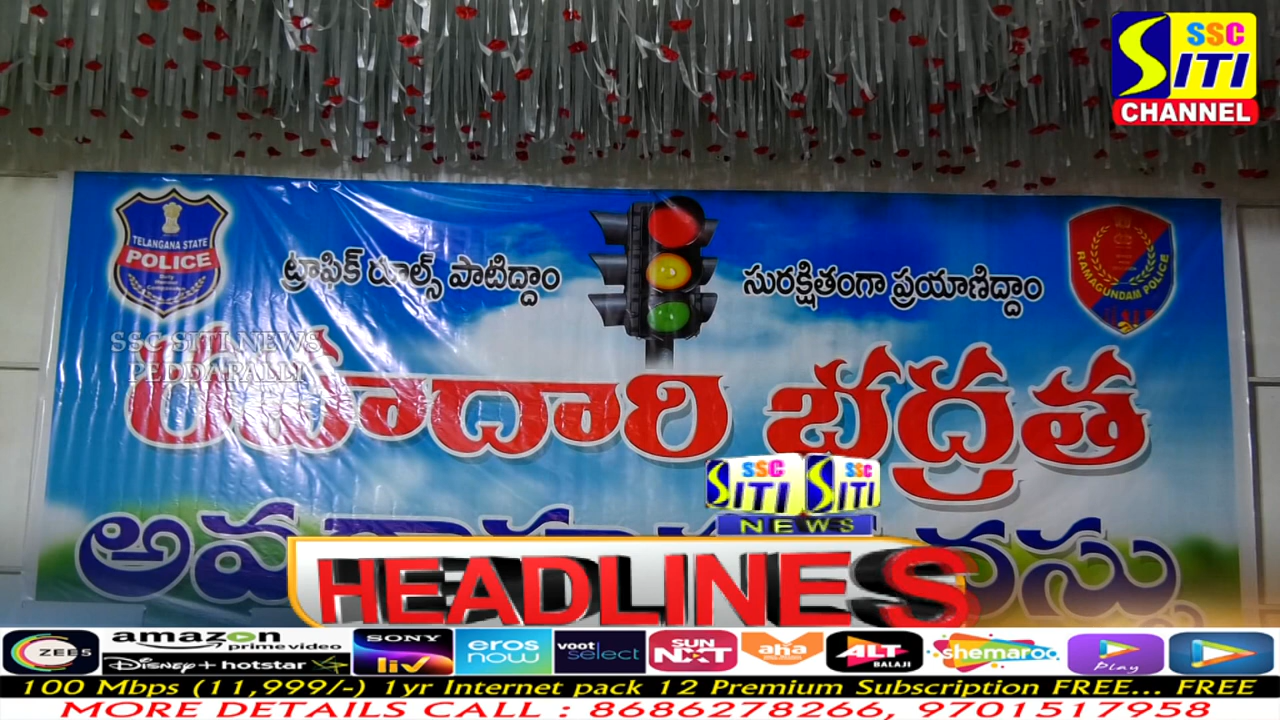 SSC
SITI
CHANNEL
TELANGANA STATE
POLICE
ట్రాఫిక్ రూల్స్ పాటిద్దాం
సురక్షితంగా ప్రయాణిద్దాం
RAMAGUNDAM POLICE
SSC SITI NEWS
PEDDAPALLI
రహదారి భద్రత
SSC SITI SSC SITI
NEWS
HEADLINES
ZEE5
amazon
prime video
Disney+ hotstar
SONY
liv
eros
now
voot
select
SUN
NXT
aha
ALT
BALAJI
shemaroo
Play
100 Mbps (11,999/-) 1yr Internet pack 12 Premium Subscription FREE... FREE
MORE DETAILS CALL : 8686278266, 9701517958